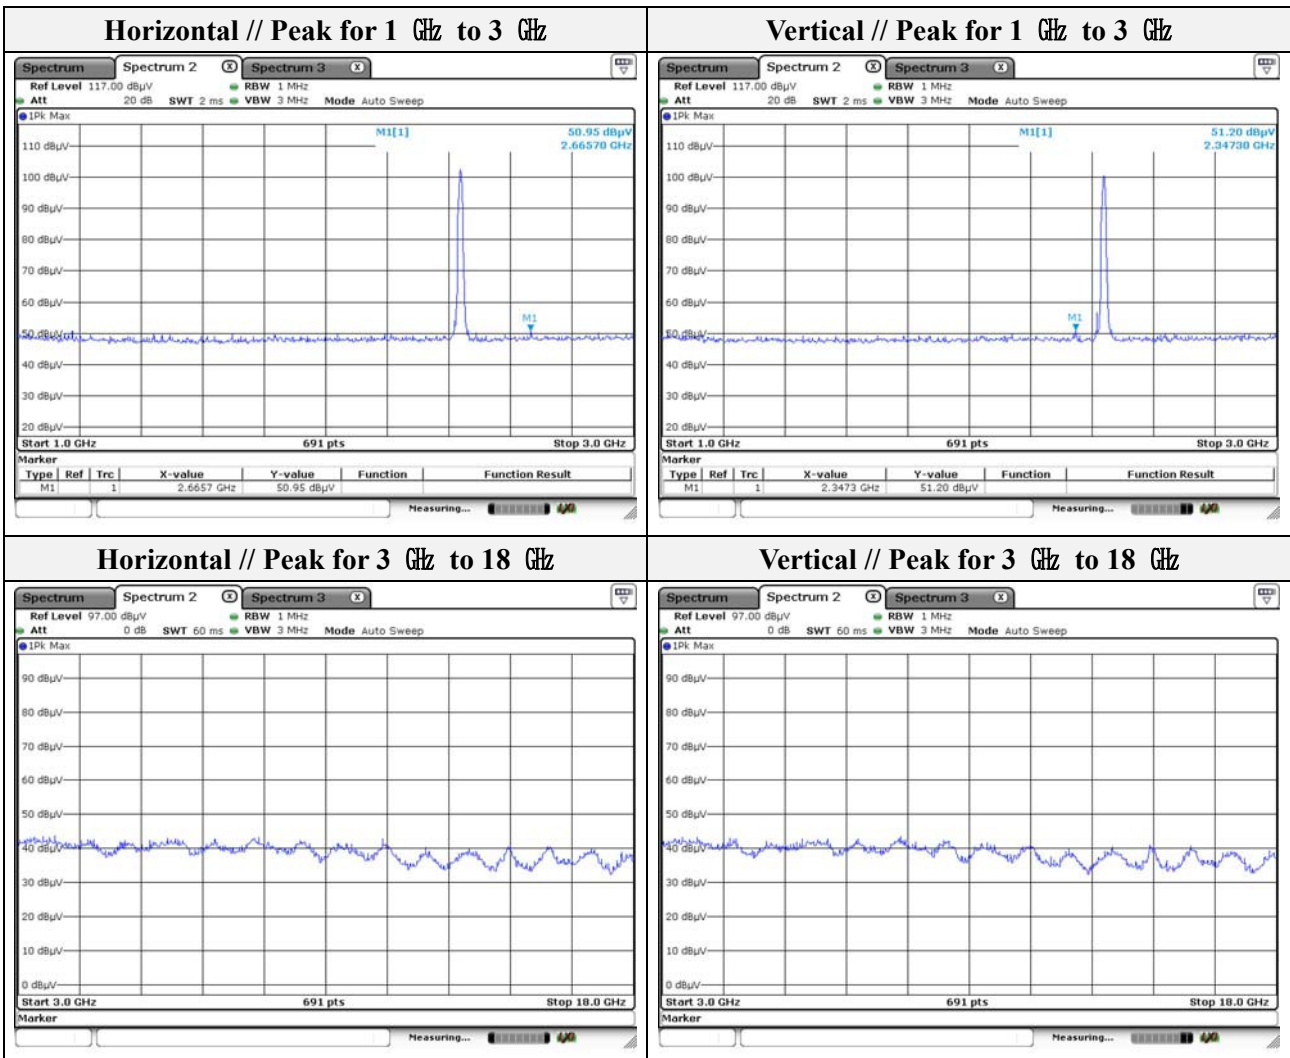 Horizontal // Peak for 1 ㎓ to 3 ㎓
Spectrum Spectrum 2 Spectrum 3
Ref Level 117.00 dBµV RBW 1 MHz
Att 20 dB SWT 2 ms VBW 3 MHz Mode Auto Sweep
1Pk Max
M1[1] 50.95 dBµV
2.66570 GHz
110 dBµV
100 dBµV
90 dBµV
80 dBµV
70 dBµV
60 dBµV
M1
50 dBµV
40 dBµV
30 dBµV
20 dBµV
Start 1.0 GHz 691 pts Stop 3.0 GHz
Marker
Type Ref Trc X-value Y-value Function Function Result
M1 1 2.6657 GHz 50.95 dBµV
Measuring...
Vertical // Peak for 1 ㎓ to 3 ㎓
Spectrum Spectrum 2 Spectrum 3
Ref Level 117.00 dBµV RBW 1 MHz
Att 20 dB SWT 2 ms VBW 3 MHz Mode Auto Sweep
1Pk Max
M1[1] 51.20 dBµV
2.34730 GHz
110 dBµV
100 dBµV
90 dBµV
80 dBµV
70 dBµV
60 dBµV
M1
50 dBµV
40 dBµV
30 dBµV
20 dBµV
Start 1.0 GHz 691 pts Stop 3.0 GHz
Marker
Type Ref Trc X-value Y-value Function Function Result
M1 1 2.3473 GHz 51.20 dBµV
Measuring...
Horizontal // Peak for 3 ㎓ to 18 ㎓
Spectrum Spectrum 2 Spectrum 3
Ref Level 97.00 dBµV RBW 1 MHz
Att 0 dB SWT 60 ms VBW 3 MHz Mode Auto Sweep
1Pk Max
90 dBµV
80 dBµV
70 dBµV
60 dBµV
50 dBµV
40 dBµV
30 dBµV
20 dBµV
10 dBµV
0 dBµV
Start 3.0 GHz 691 pts Stop 18.0 GHz
Marker
Measuring...
Vertical // Peak for 3 ㎓ to 18 ㎓
Spectrum Spectrum 2 Spectrum 3
Ref Level 97.00 dBµV RBW 1 MHz
Att 0 dB SWT 60 ms VBW 3 MHz Mode Auto Sweep
1Pk Max
90 dBµV
80 dBµV
70 dBµV
60 dBµV
50 dBµV
40 dBµV
30 dBµV
20 dBµV
10 dBµV
0 dBµV
Start 3.0 GHz 691 pts Stop 18.0 GHz
Marker
Measuring...